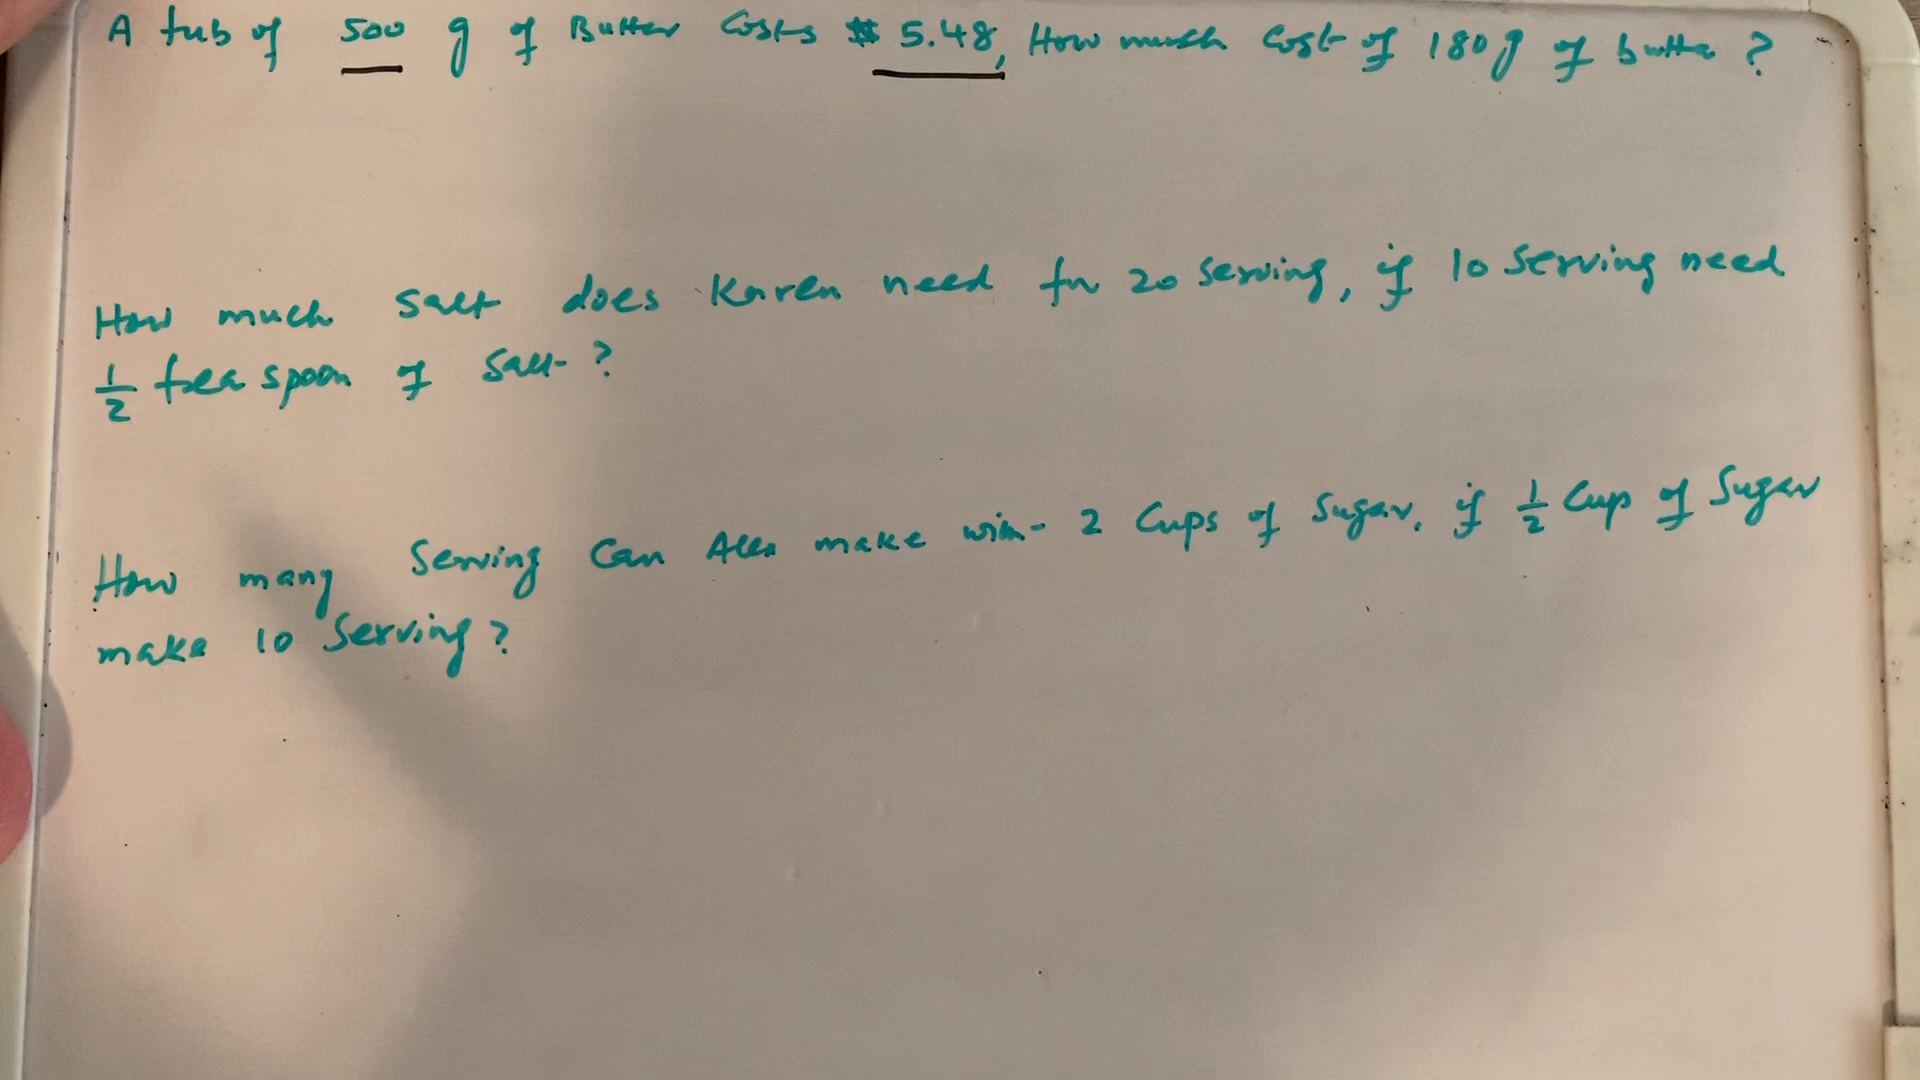 A tub of 500 g of Butter Costs $ 5.48, How much Cost of 180g of butter ?
How much Salt does Karen need for 20 Serving, if 10 Serving need
1/2 teaspoon of Salt ?
How many Serving Can Alex make with 2 Cups of Sugar, if 1/2 Cup of Sugar
make 10 Serving ?